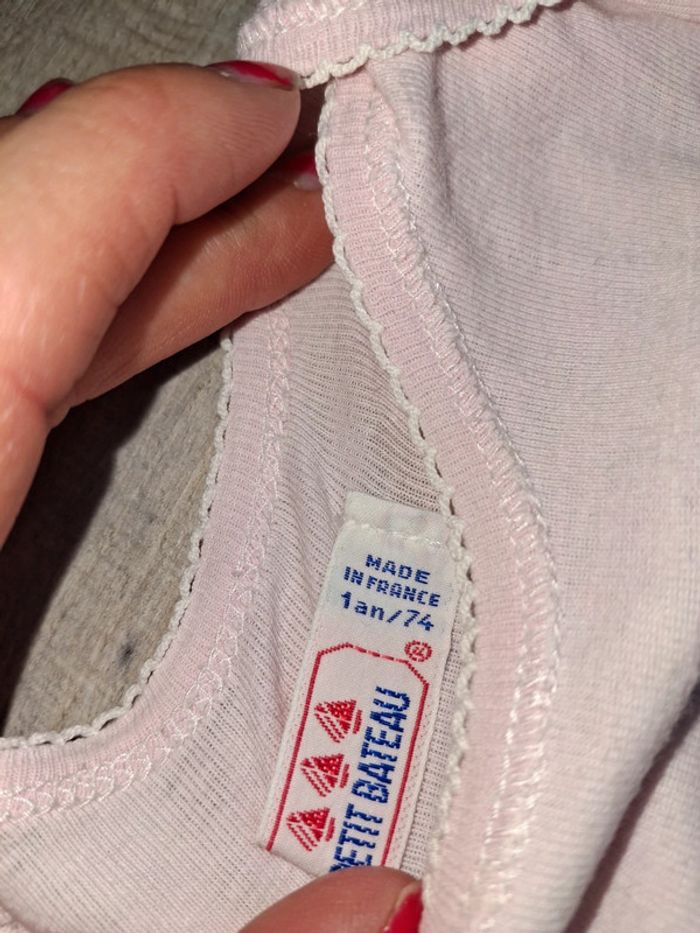 MADE
IN FRANCE
1an/74
®
PETIT BATEAU